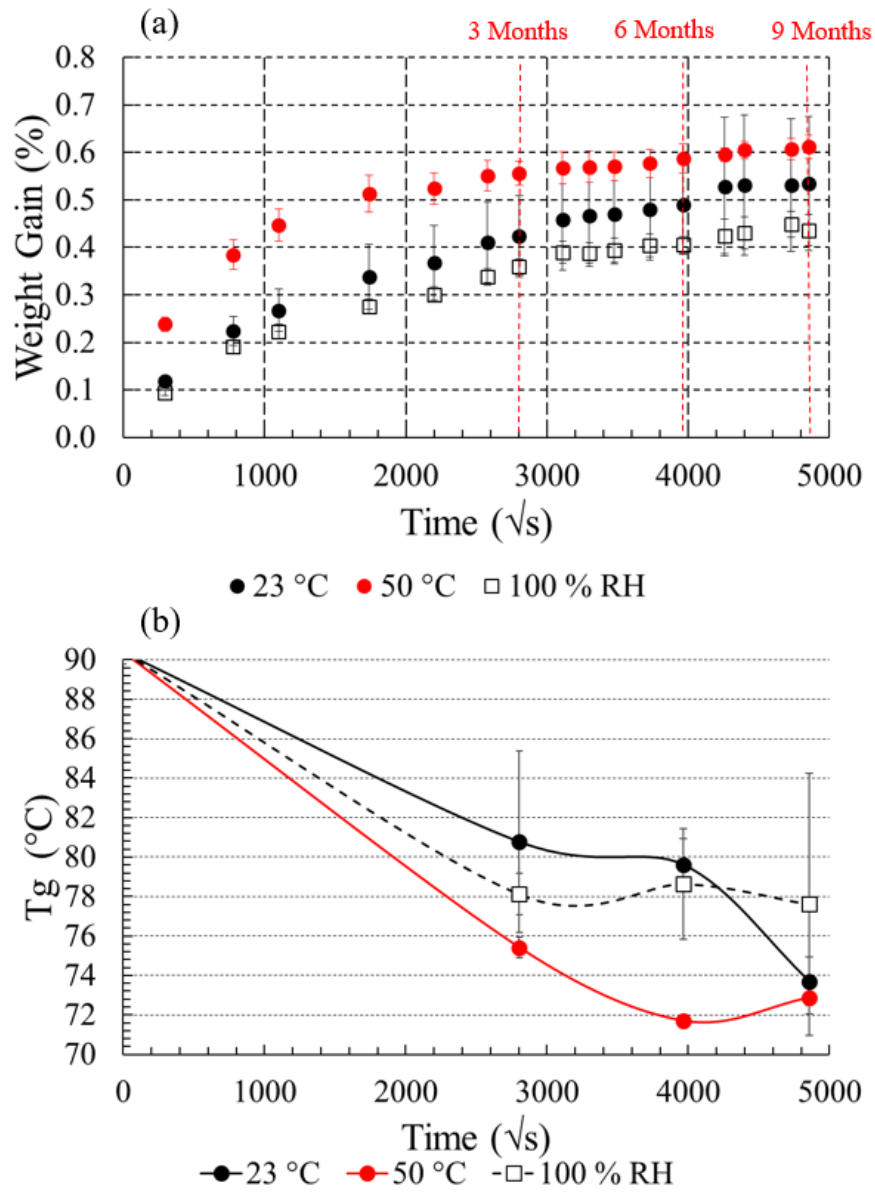 (a)
3 Months 6 Months 9 Months
0.8
0.7
0.6
0.5
0.4
0.3
0.2
0.1
0.0
Weight Gain (%)
0 1000 2000 3000 4000 5000
Time (√s)
23 °C 50 °C 100 % RH
(b)
90
88
86
84
82
80
78
76
74
72
70
Tg (°C)
0 1000 2000 3000 4000 5000
Time (√s)
23 °C 50 °C 100 % RH